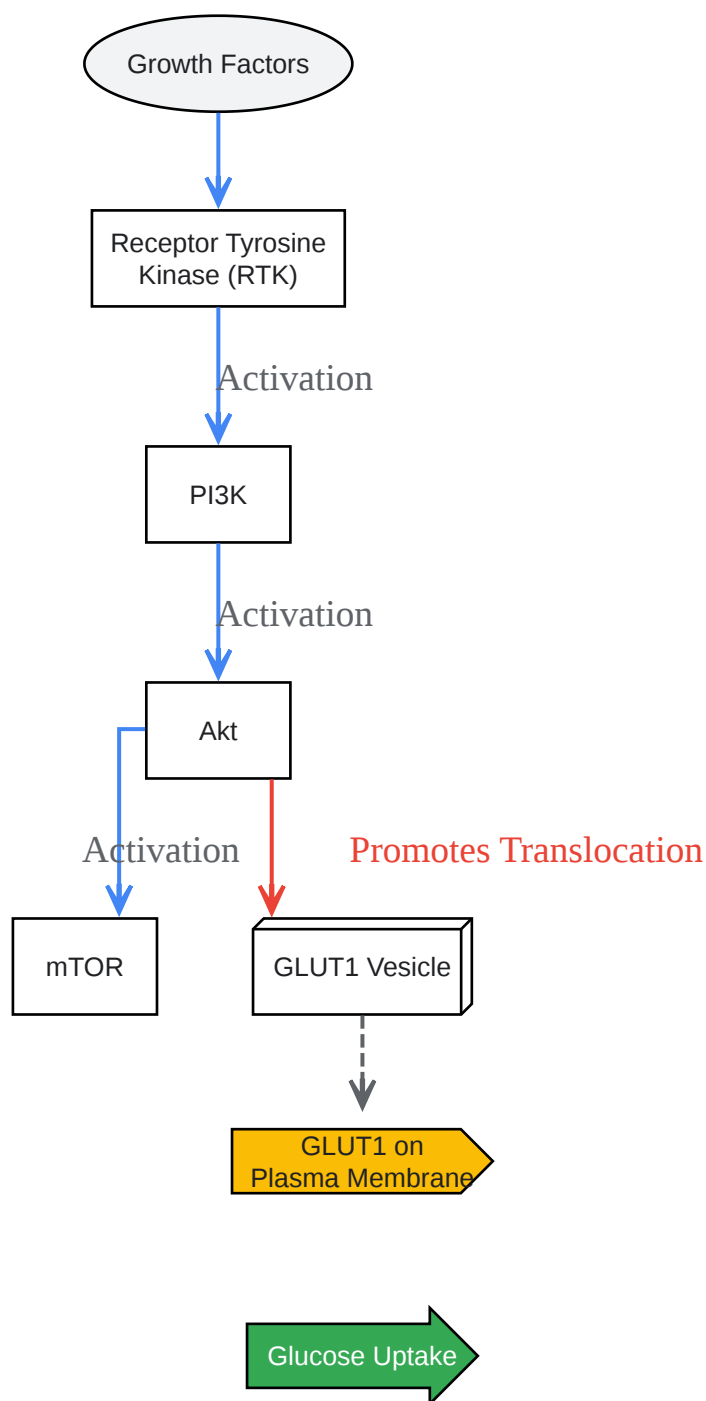 Growth Factors
Receptor Tyrosine
Kinase (RTK)
Activation
PI3K
Activation
Akt
Activation
Promotes Translocation
mTOR
GLUT1 Vesicle
GLUT1 on
Plasma Membrane
Glucose Uptake